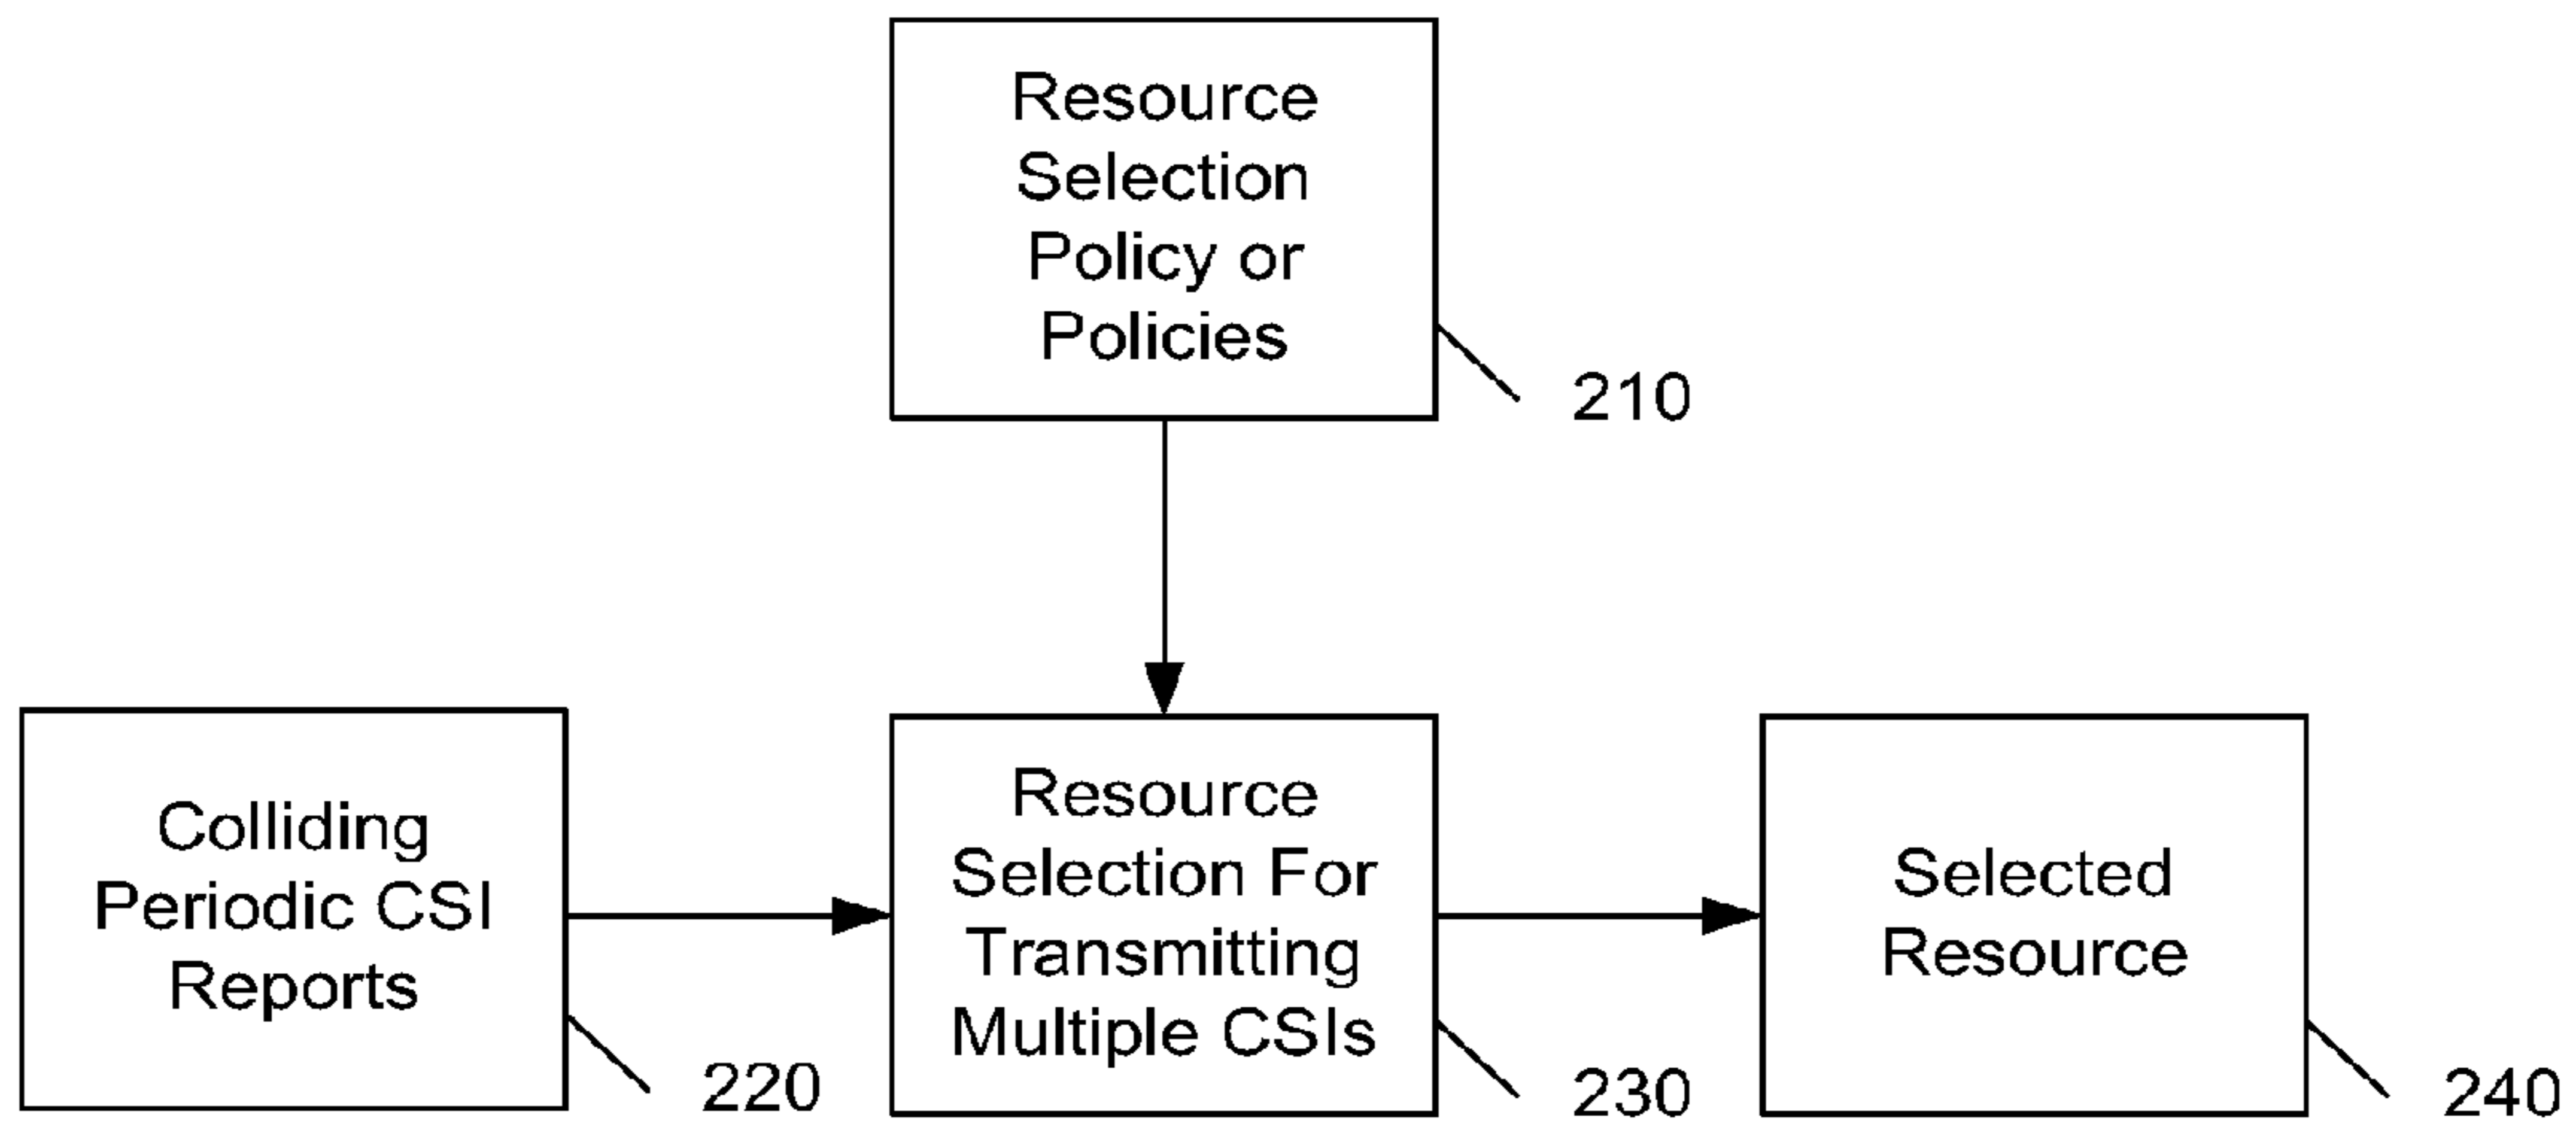 Resource
Selection
Policy or
Policies
210
Colliding
Periodic CSI
Reports
220
Resource
Selection For
Transmitting
Multiple CSIs
230
Selected
Resource
240